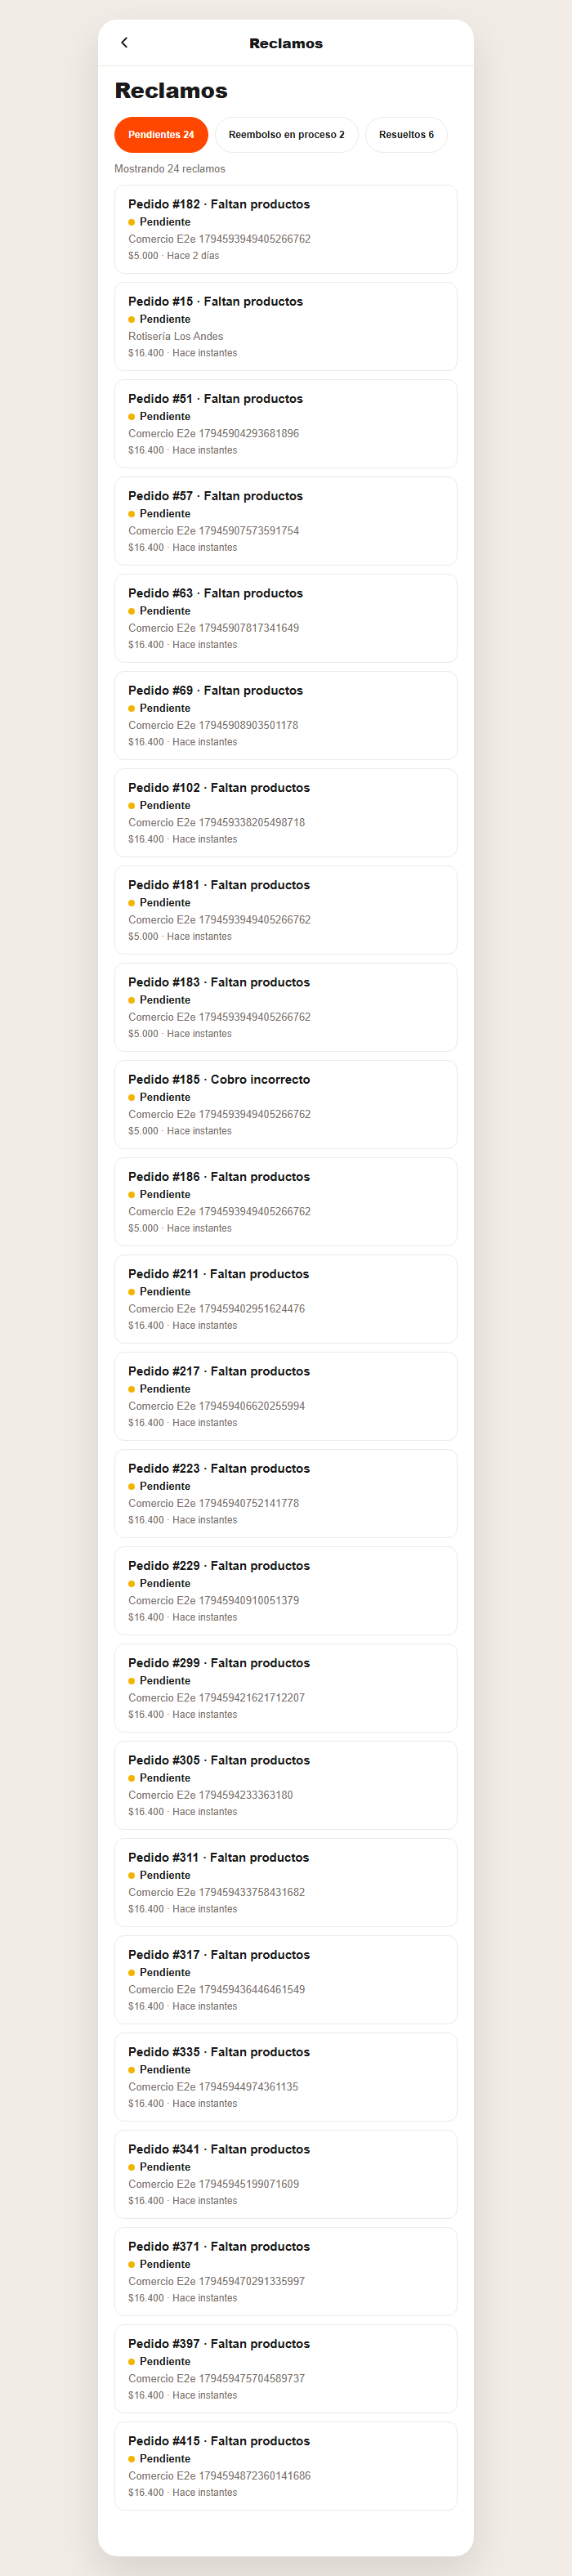 Reclamos
Reclamos
Pendientes 24
Reembolso en proceso 2
Resueltos 6
Mostrando 24 reclamos
Pedido #182 · Faltan productos
Pendiente
Comercio E2e 1794593949405266762
$5.000 · Hace 2 días
Pedido #15 · Faltan productos
Pendiente
Rotisería Los Andes
$16.400 · Hace instantes
Pedido #51 · Faltan productos
Pendiente
Comercio E2e 17945904293681896
$16.400 · Hace instantes
Pedido #57 · Faltan productos
Pendiente
Comercio E2e 17945907573591754
$16.400 · Hace instantes
Pedido #63 · Faltan productos
Pendiente
Comercio E2e 17945907817341649
$16.400 · Hace instantes
Pedido #69 · Faltan productos
Pendiente
Comercio E2e 17945908903501178
$16.400 · Hace instantes
Pedido #102 · Faltan productos
Pendiente
Comercio E2e 179459338205498718
$16.400 · Hace instantes
Pedido #181 · Faltan productos
Pendiente
Comercio E2e 1794593949405266762
$5.000 · Hace instantes
Pedido #183 · Faltan productos
Pendiente
Comercio E2e 1794593949405266762
$5.000 · Hace instantes
Pedido #185 · Cobro incorrecto
Pendiente
Comercio E2e 1794593949405266762
$5.000 · Hace instantes
Pedido #186 · Faltan productos
Pendiente
Comercio E2e 1794593949405266762
$5.000 · Hace instantes
Pedido #211 · Faltan productos
Pendiente
Comercio E2e 179459402951624476
$16.400 · Hace instantes
Pedido #217 · Faltan productos
Pendiente
Comercio E2e 179459406620255994
$16.400 · Hace instantes
Pedido #223 · Faltan productos
Pendiente
Comercio E2e 17945940752141778
$16.400 · Hace instantes
Pedido #229 · Faltan productos
Pendiente
Comercio E2e 17945940910051379
$16.400 · Hace instantes
Pedido #299 · Faltan productos
Pendiente
Comercio E2e 179459421621712207
$16.400 · Hace instantes
Pedido #305 · Faltan productos
Pendiente
Comercio E2e 1794594233363180
$16.400 · Hace instantes
Pedido #311 · Faltan productos
Pendiente
Comercio E2e 179459433758431682
$16.400 · Hace instantes
Pedido #317 · Faltan productos
Pendiente
Comercio E2e 179459436446461549
$16.400 · Hace instantes
Pedido #335 · Faltan productos
Pendiente
Comercio E2e 17945944974361135
$16.400 · Hace instantes
Pedido #341 · Faltan productos
Pendiente
Comercio E2e 17945945199071609
$16.400 · Hace instantes
Pedido #371 · Faltan productos
Pendiente
Comercio E2e 179459470291335997
$16.400 · Hace instantes
Pedido #397 · Faltan productos
Pendiente
Comercio E2e 179459475704589737
$16.400 · Hace instantes
Pedido #415 · Faltan productos
Pendiente
Comercio E2e 1794594872360141686
$16.400 · Hace instantes